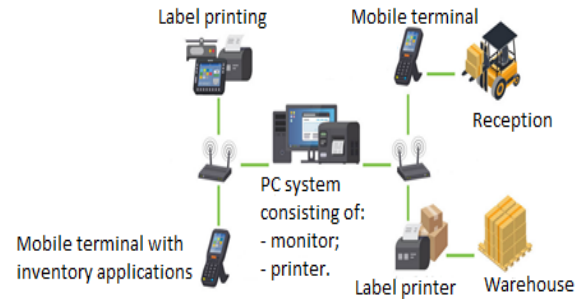 Label printing
Mobile terminal
Reception
PC system
consisting of:
- monitor;
- printer.
Mobile terminal with
inventory applications
Label printer
Warehouse